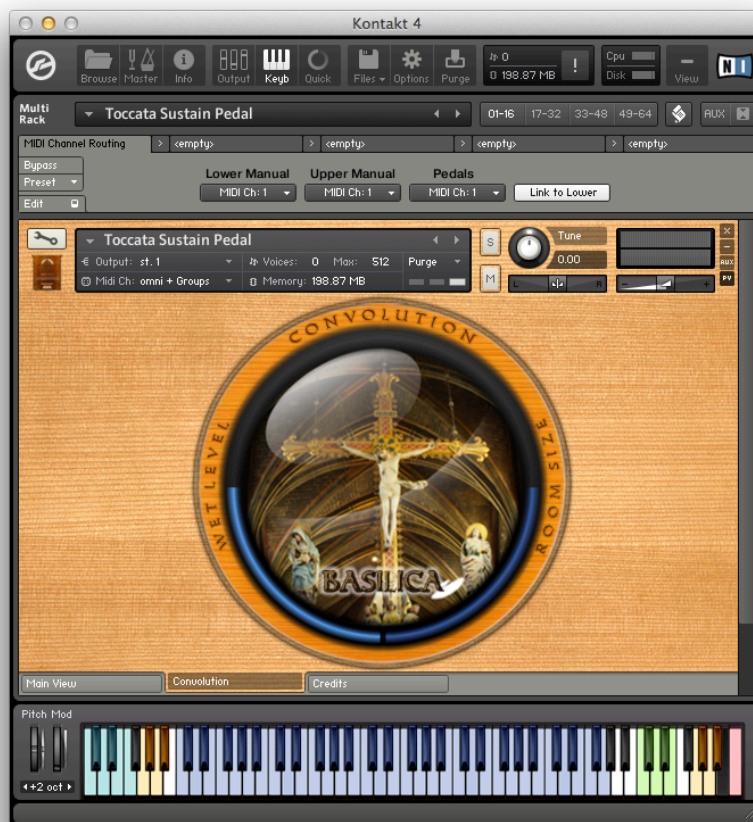 Kontakt 4
Browse Master Info Output Keyb Quick Files Options Purge
0
0 198.87 MB
!
Cpu
Disk
View
NI
Multi Rack
Toccata Sustain Pedal
01-16 17-32 33-48 49-64 AUX
MIDI Channel Routing > <empty> > <empty> > <empty> > <empty>
Bypass
Preset
Edit
Lower Manual Upper Manual Pedals
MIDI Ch: 1 MIDI Ch: 1 MIDI Ch: 1 Link to Lower
Toccata Sustain Pedal
Output: st. 1 Voices: 0 Max: 512 Purge
Midi Ch: omni + Groups Memory: 198.87 MB
S
M
Tune
0.00
L R
- +
×
-
AUX
PV
CONVOLUTION
WET LEVEL
ROOM SIZE
BASILICA
Main View Convolution Credits
Pitch Mod
+2 oct